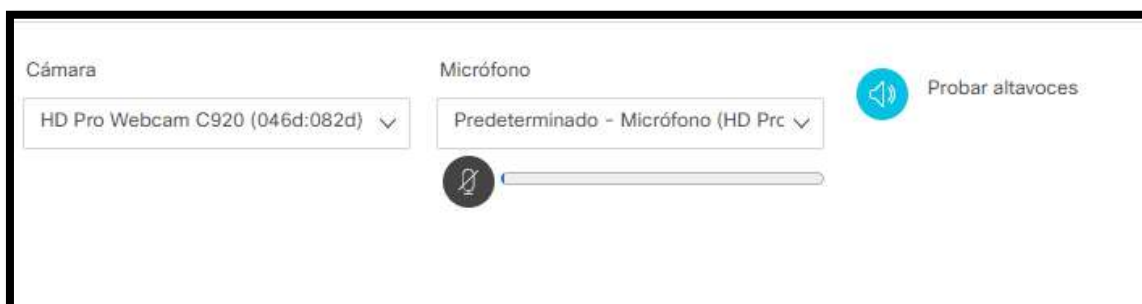 Cámara
HD Pro Webcam C920 (046d:082d)
Micrófono
Predeterminado - Micrófono (HD Prc
Probar altavoces